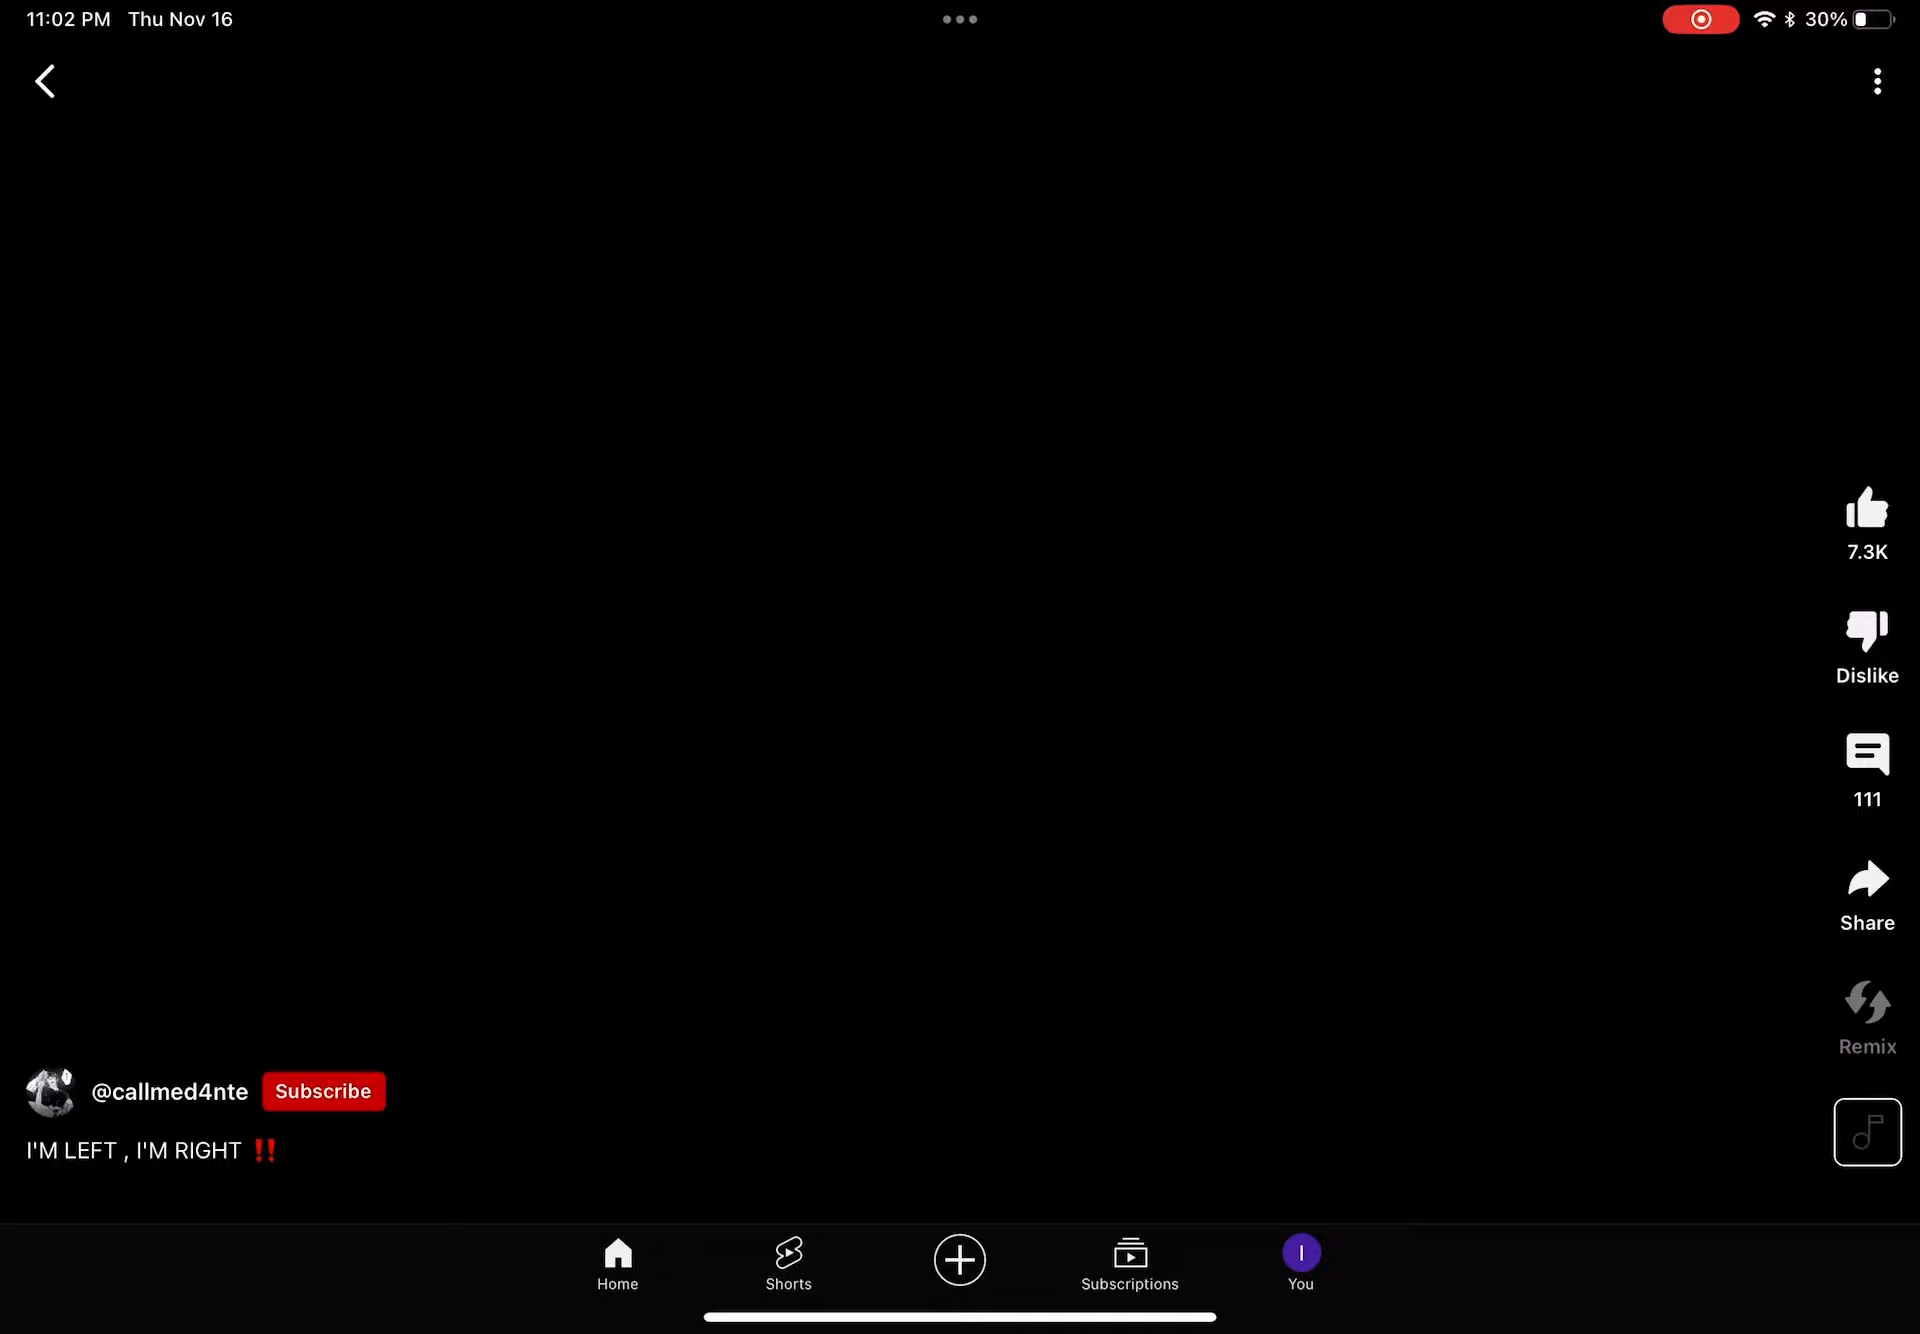 11:02 PM Thu Nov 16
30%
7.3K
Dislike
111
Share
Remix
@callmed4nte Subscribe
I'M LEFT , I'M RIGHT ‼️
Home Shorts Subscriptions I You